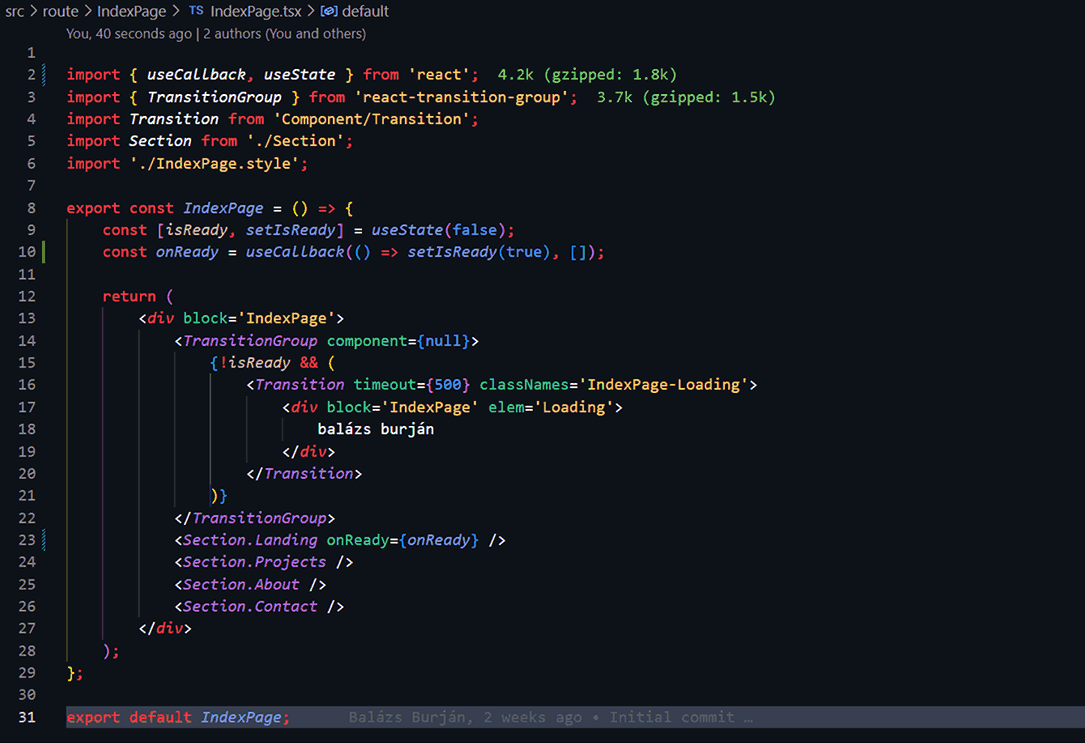 src > route > IndexPage > TS IndexPage.tsx > default
You, 40 seconds ago | 2 authors (You and others)
1
2 import { useCallback, useState } from 'react'; 4.2k (gzipped: 1.8k)
3 import { TransitionGroup } from 'react-transition-group'; 3.7k (gzipped: 1.5k)
4 import Transition from 'Component/Transition';
5 import Section from './Section';
6 import './IndexPage.style';
7
8 export const IndexPage = () => {
9     const [isReady, setIsReady] = useState(false);
10     const onReady = useCallback(() => setIsReady(true), []);
11
12     return (
13         <div block='IndexPage'>
14             <TransitionGroup component={null}>
15                 {!isReady && (
16                     <Transition timeout={500} classNames='IndexPage-Loading'>
17                         <div block='IndexPage' elem='Loading'>
18                             balázs burján
19                         </div>
20                     </Transition>
21                 )}
22             </TransitionGroup>
23             <Section.Landing onReady={onReady} />
24             <Section.Projects />
25             <Section.About />
26             <Section.Contact />
27         </div>
28     );
29 };
30
31 export default IndexPage; Balázs Burján, 2 weeks ago • Initial commit …